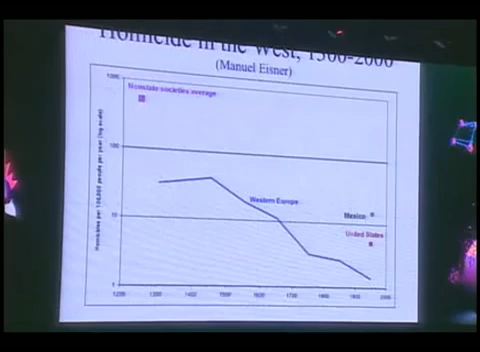 Homicide in the West, 1300-2000
(Manuel Eisner)
1000
Nonstate societies average
100
Homicides per 100,000 people per year (log scale)
Western Europe
Mexico
10
United States
1
1200 1300 1400 1500 1600 1700 1800 1900 2000